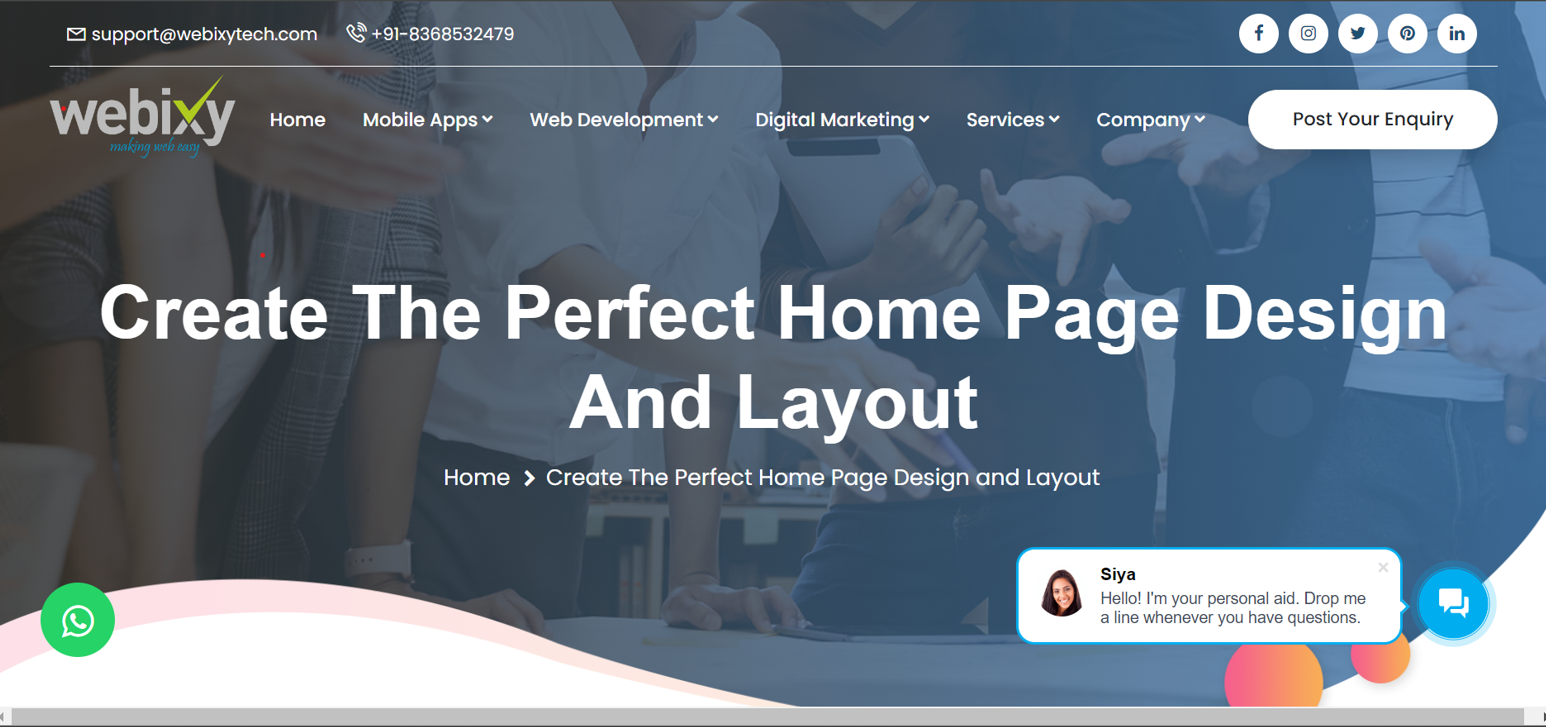 support@webixytech.com +91-8368532479
webixy
making web easy
Home Mobile Apps Web Development Digital Marketing Services Company Post Your Enquiry
Create The Perfect Home Page Design
And Layout
Home Create The Perfect Home Page Design and Layout
Siya
Hello! I'm your personal aid. Drop me
a line whenever you have questions.